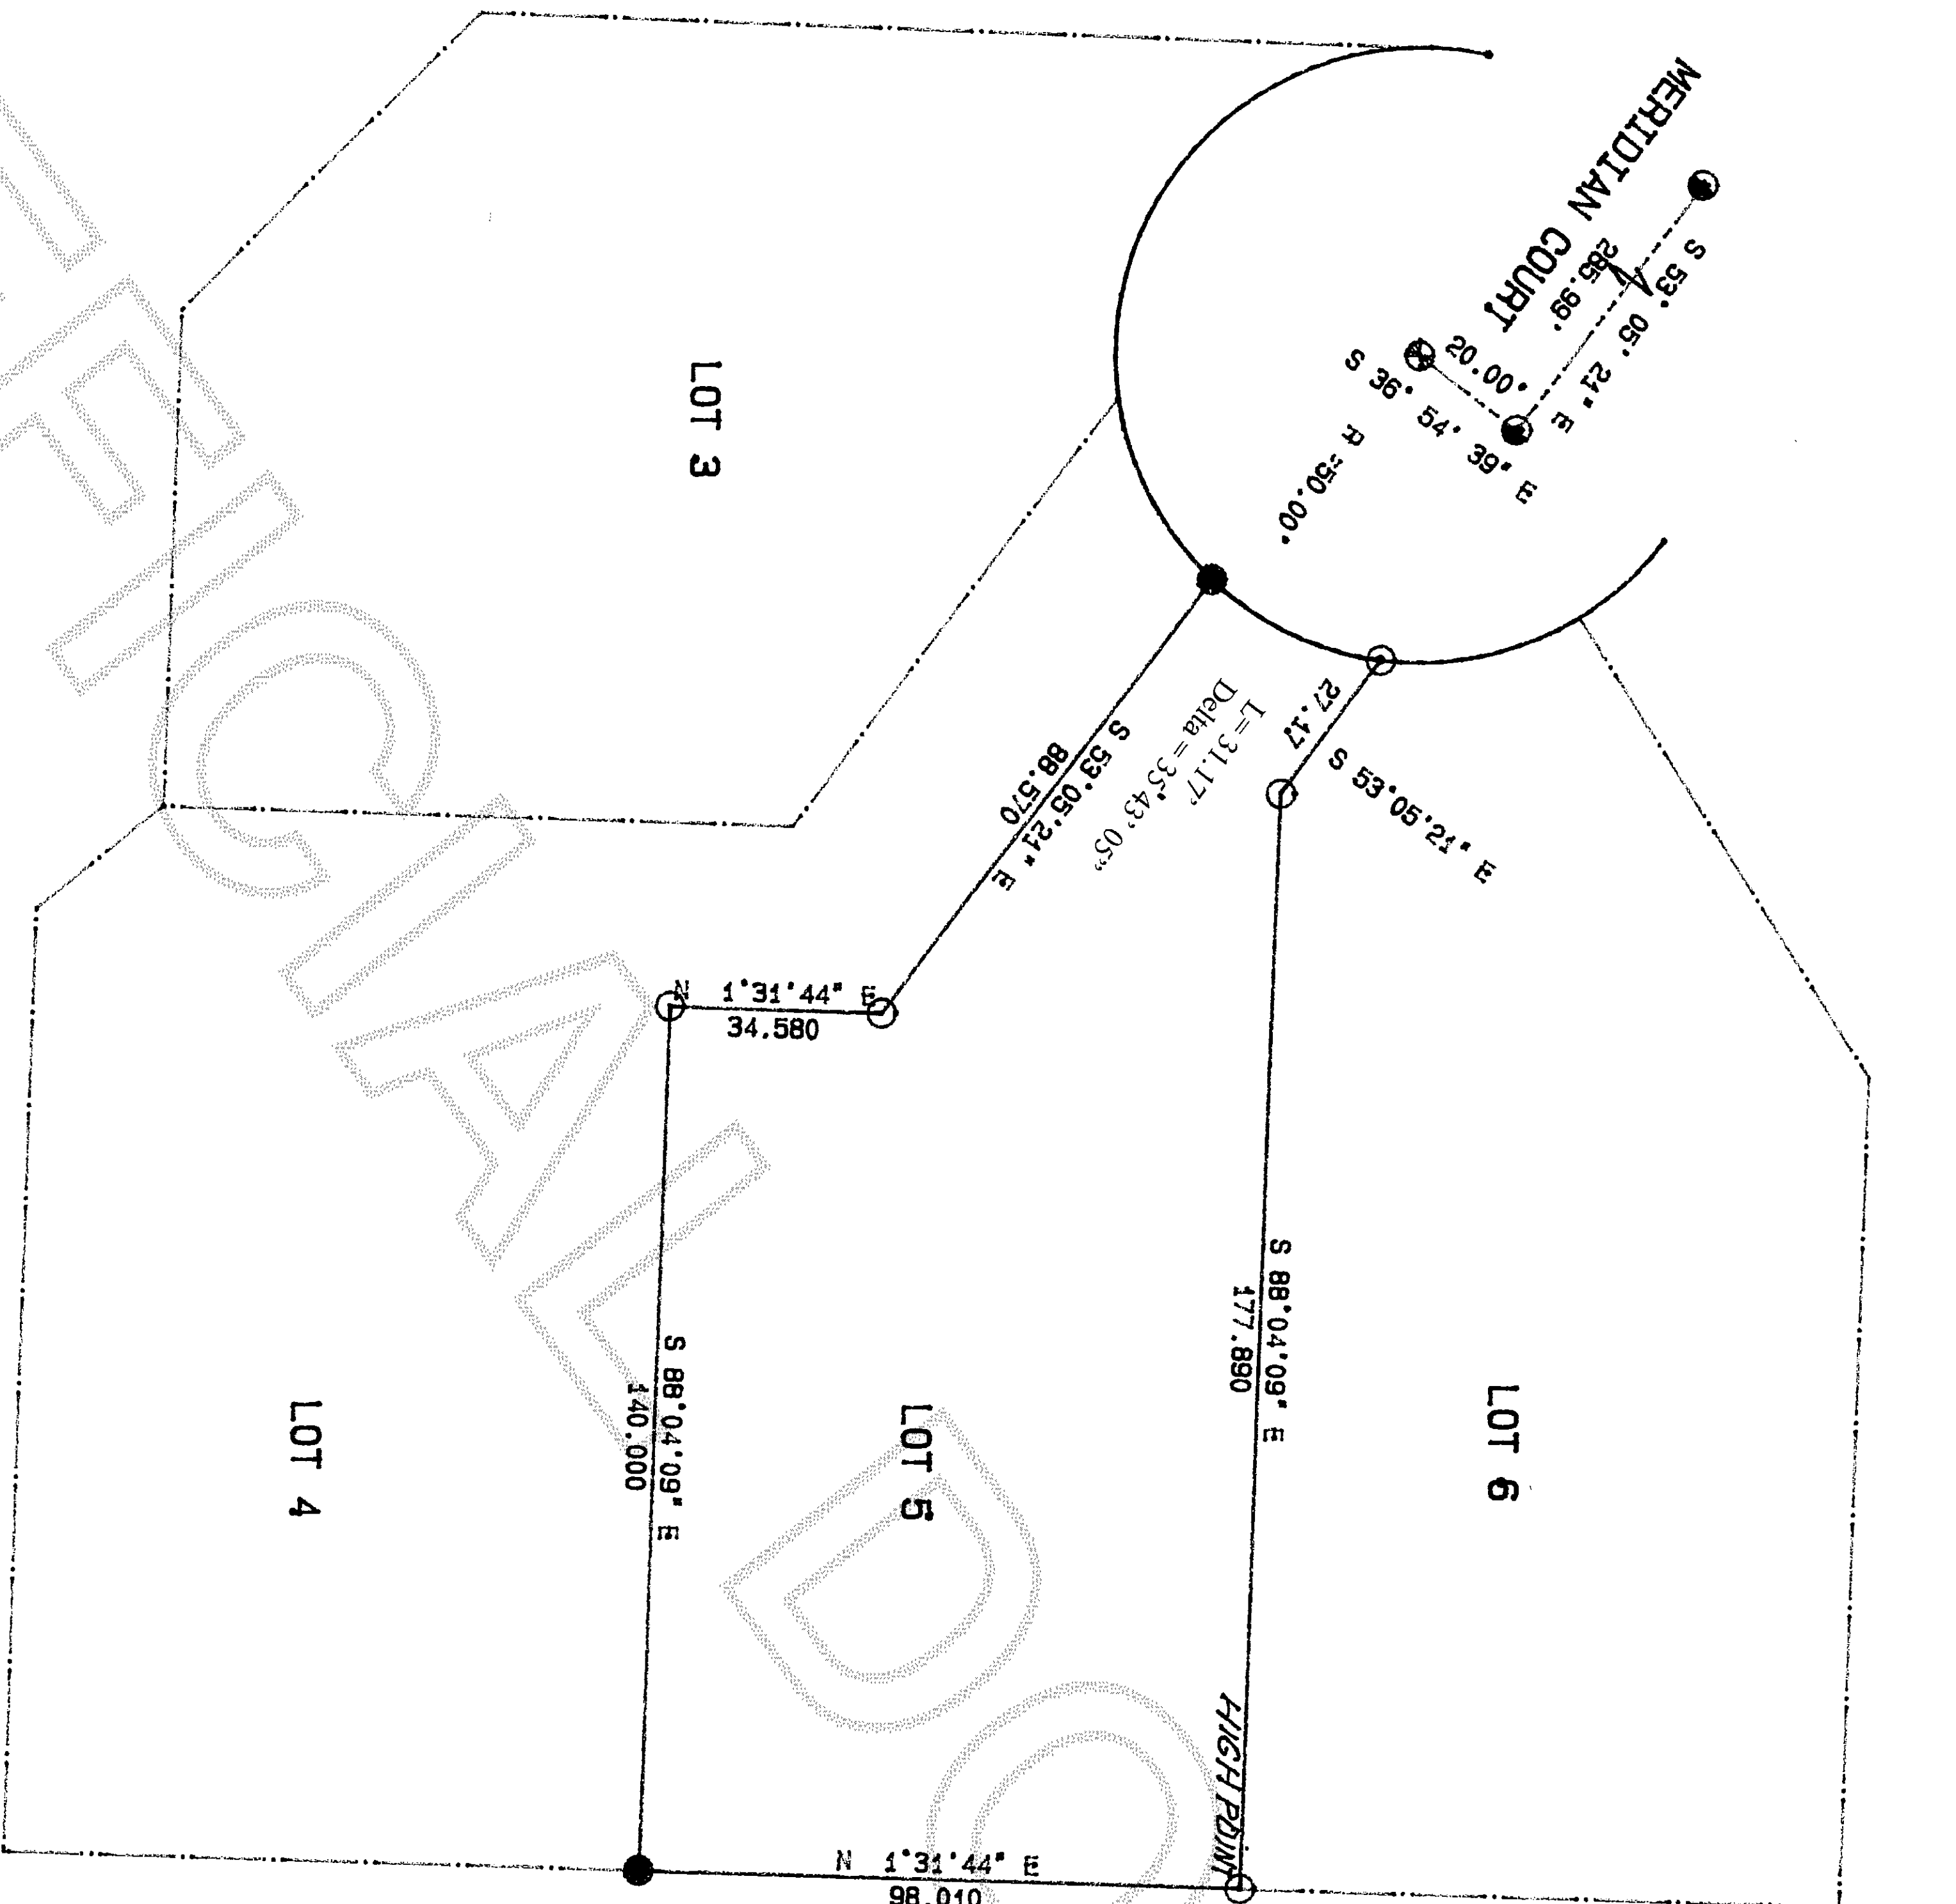 MERIDIAN COURT
S 53° 05' 21" E
285.99'
20.00'
S 36° 54' 39" E
R =50.00'
LOT 3
27.17
S 53°05'21" E
L=31.17'
Delta = 35°43' 05"
S 53°05'21" E
88.570
N 1°31'44" E
34.580
S 88°04'09" E
177.890
S 88°04'09" E
140.000
LOT 4
LOT 5
LOT 6
HIGH POINT
N 1°31'44" E
98.010
FICIAL